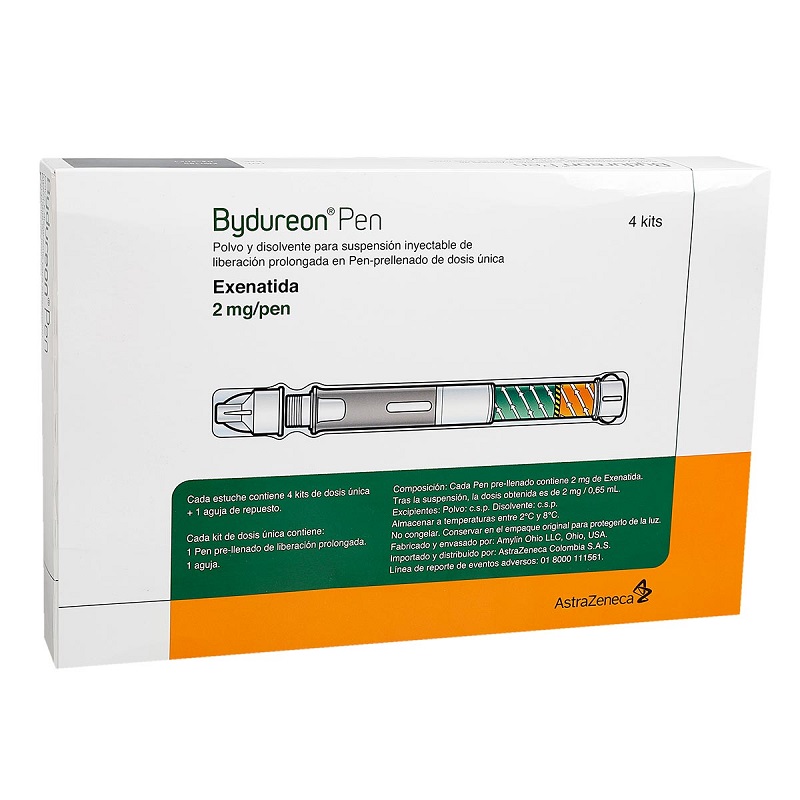 Bydureon® Pen
4 kits
Polvo y disolvente para suspensión inyectable de
liberación prolongada en Pen-prellenado de dosis única
Exenatida
2 mg/pen
Cada estuche contiene 4 kits de dosis única
+ 1 aguja de repuesto.
Cada kit de dosis única contiene:
1 Pen pre-llenado de liberación prolongada.
1 aguja.
Composición: Cada Pen pre-llenado contiene 2 mg de Exenatida.
Tras la suspensión, la dosis obtenida es de 2 mg / 0,65 mL.
Excipientes: Polvo: c.s.p. Disolvente: c.s.p.
Almacenar a temperaturas entre 2°C y 8°C.
No congelar. Conservar en el empaque original para protegerlo de la luz.
Fabricado y envasado por: Amylin Ohio LLC, Ohio, USA.
Importado y distribuido por: AstraZeneca Colombia S.A.S.
Línea de reporte de eventos adversos: 01 8000 111561.
AstraZeneca
Bydureon® Pen
Bydureon Pen